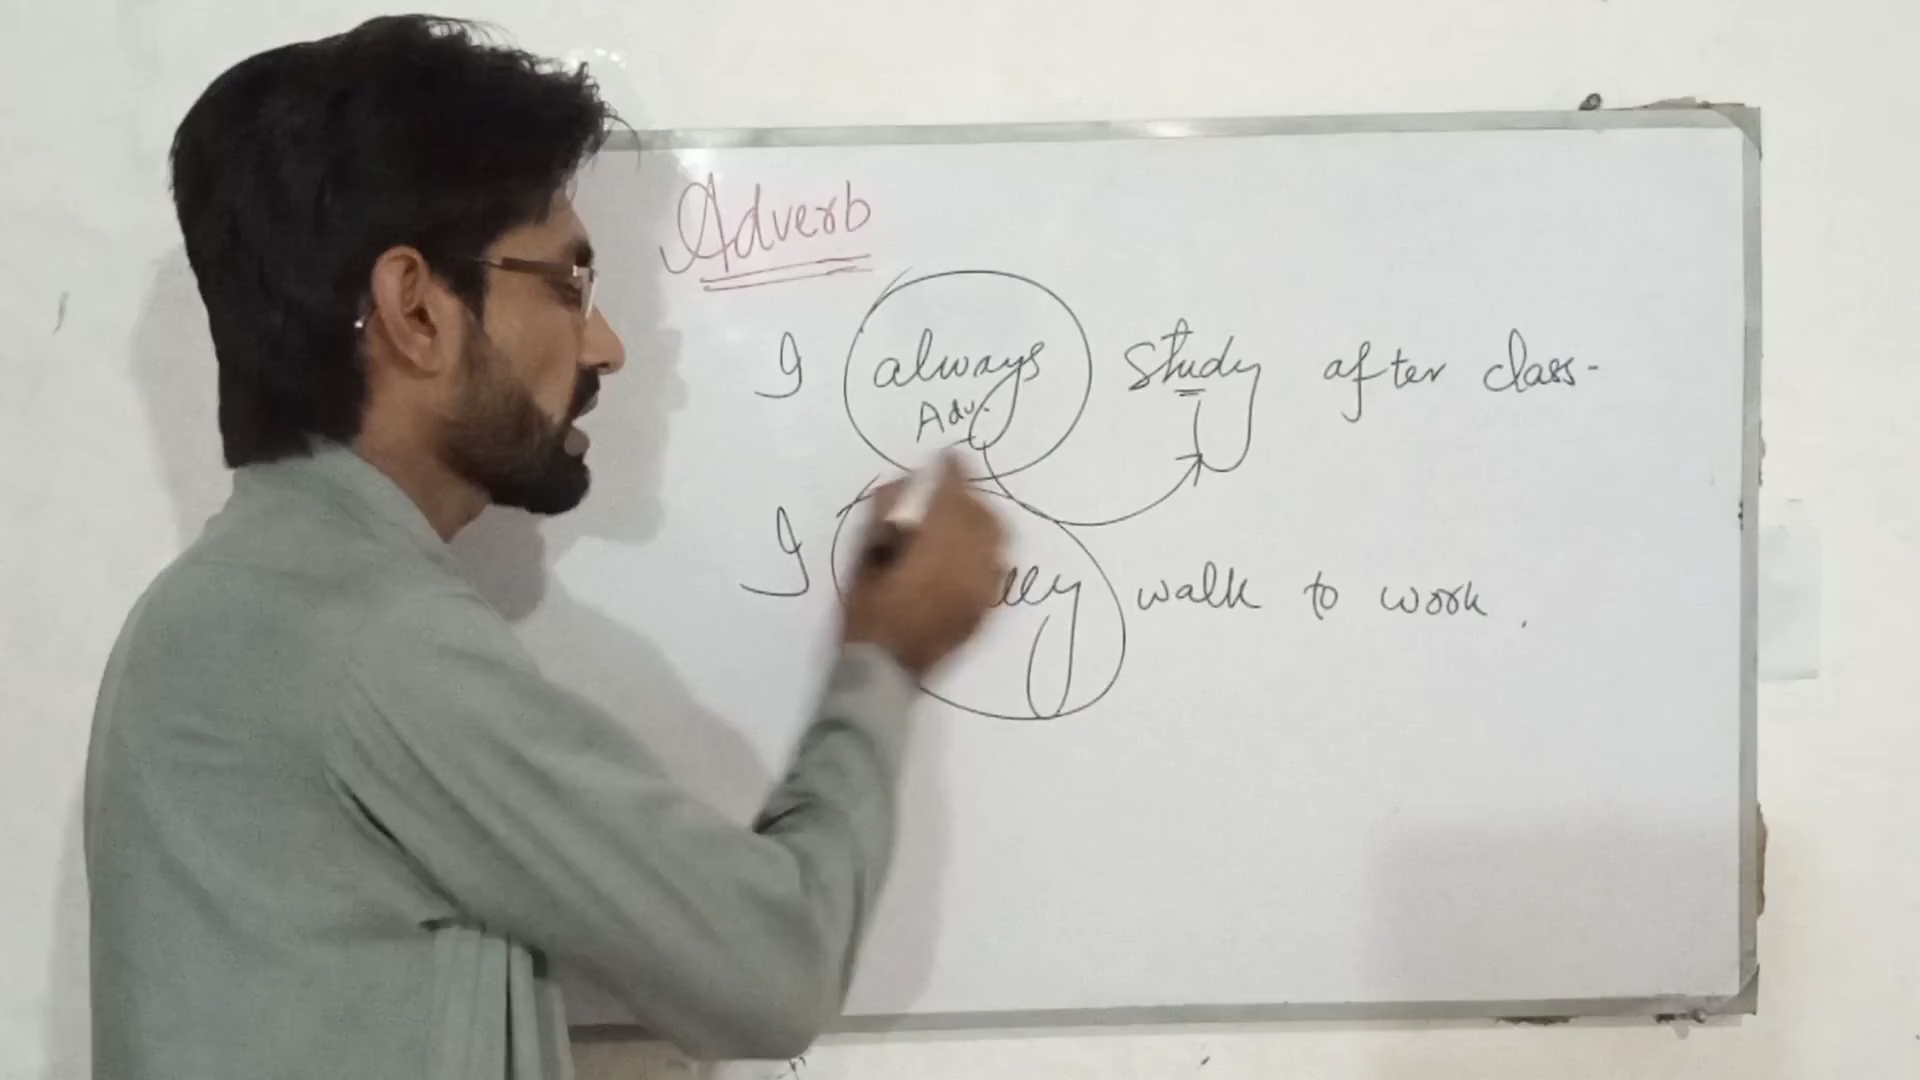 Adverb
I always study after class.
Adv.
I walk to work.